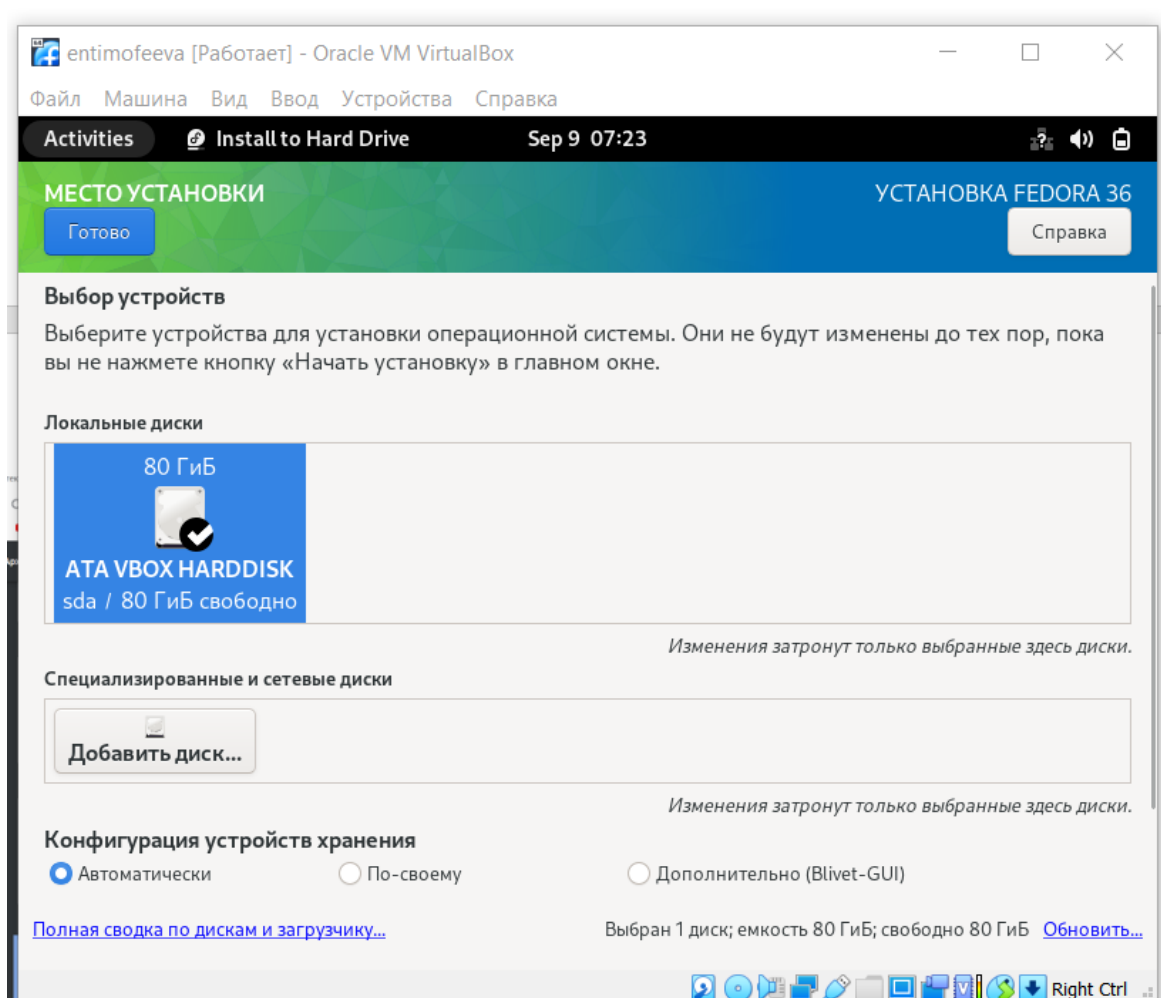 entimofeeva [Работает] - Oracle VM VirtualBox
Файл Машина Вид Ввод Устройства Справка
Activities Install to Hard Drive Sep 9 07:23
МЕСТО УСТАНОВКИ УСТАНОВКА FEDORA 36
Готово Справка
Выбор устройств
Выберите устройства для установки операционной системы. Они не будут изменены до тех пор, пока
вы не нажмете кнопку «Начать установку» в главном окне.
Локальные диски
80 ГиБ
ATA VBOX HARDDISK
sda / 80 ГиБ свободно
Изменения затронут только выбранные здесь диски.
Специализированные и сетевые диски
Добавить диск...
Изменения затронут только выбранные здесь диски.
Конфигурация устройств хранения
Автоматически По-своему Дополнительно (Blivet-GUI)
Полная сводка по дискам и загрузчику... Выбран 1 диск; емкость 80 ГиБ; свободно 80 ГиБ Обновить...
Right Ctrl